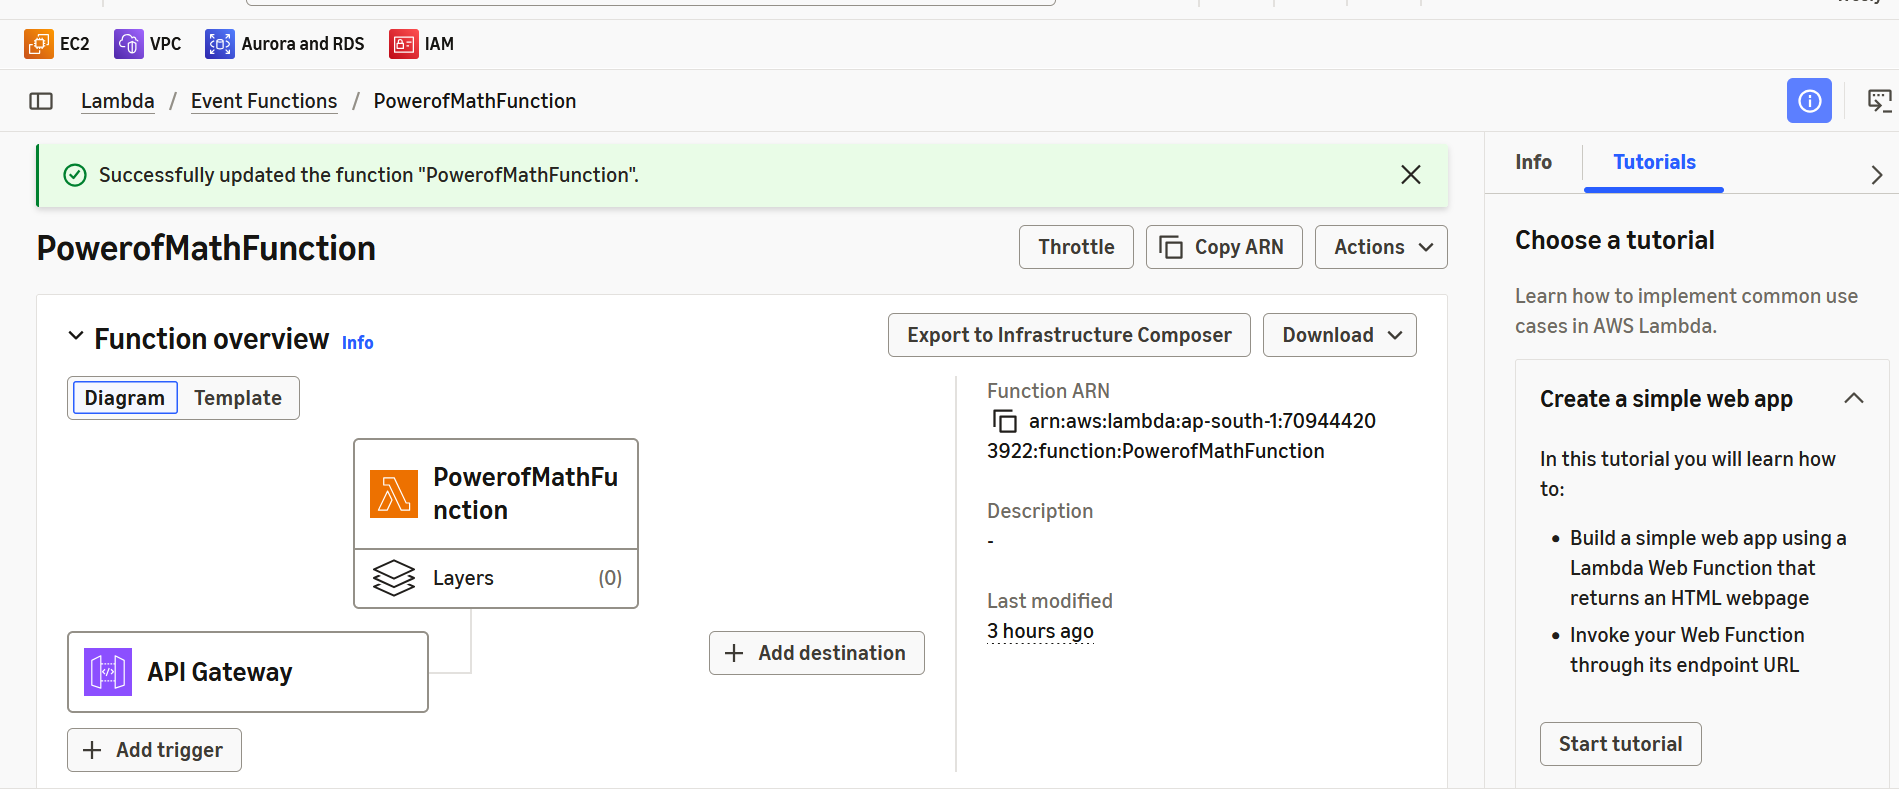 EC2 VPC Aurora and RDS IAM
Lambda / Event Functions / PowerofMathFunction
Successfully updated the function "PowerofMathFunction".
PowerofMathFunction
Throttle Copy ARN Actions
Function overview Info
Export to Infrastructure Composer Download
Diagram Template
PowerofMathFu
nction
Layers (0)
API Gateway
Add trigger
Add destination
Function ARN
arn:aws:lambda:ap-south-1:70944420
3922:function:PowerofMathFunction
Description
-
Last modified
3 hours ago
Info Tutorials
Choose a tutorial
Learn how to implement common use
cases in AWS Lambda.
Create a simple web app
In this tutorial you will learn how
to:
• Build a simple web app using a
Lambda Web Function that
returns an HTML webpage
• Invoke your Web Function
through its endpoint URL
Start tutorial